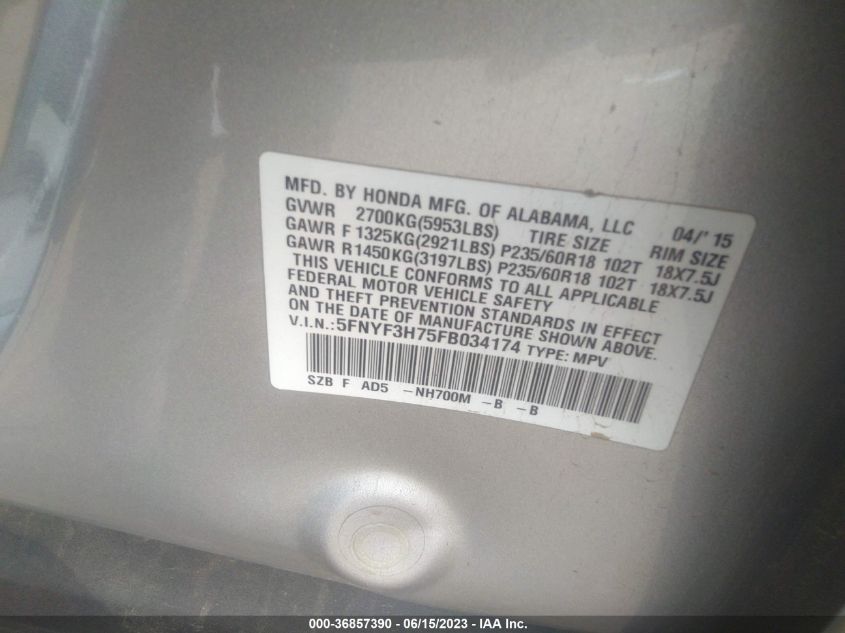 MFD. BY HONDA MFG. OF ALABAMA, LLC 04/'15
GVWR 2700KG(5953LBS) TIRE SIZE RIM SIZE
GAWR F 1325KG(2921LBS) P235/60R18 102T 18X7.5J
GAWR R1450KG(3197LBS) P235/60R18 102T 18X7.5J
THIS VEHICLE CONFORMS TO ALL APPLICABLE
FEDERAL MOTOR VEHICLE SAFETY
AND THEFT PREVENTION STANDARDS IN EFFECT
ON THE DATE OF MANUFACTURE SHOWN ABOVE.
V.I.N.:5FNYF3H75FB034174 TYPE: MPV
SZB F AD5 -NH700M -B -B
000-36857390 - 06/15/2023 - IAA Inc.